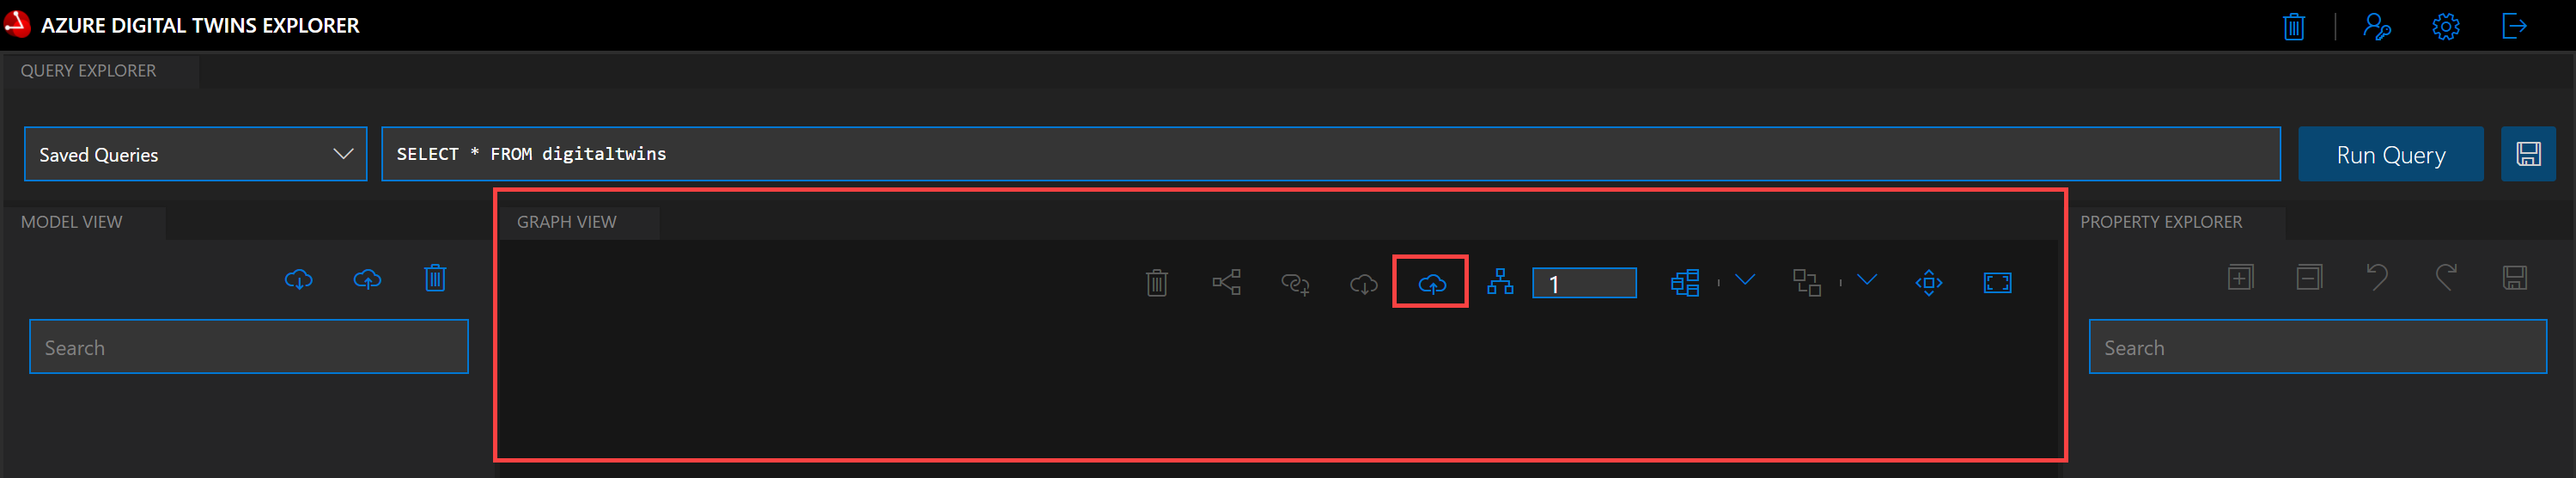 AZURE DIGITAL TWINS EXPLORER
QUERY EXPLORER
Saved Queries
SELECT * FROM digitaltwins
Run Query
MODEL VIEW
GRAPH VIEW
PROPERTY EXPLORER
1
Search
Search